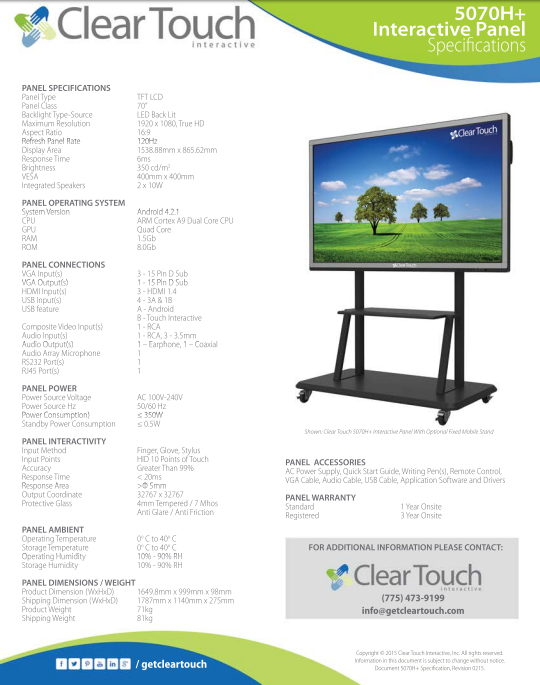 Clear Touch
interactive
5070H+
Interactive Panel
Specifications
PANEL SPECIFICATIONS
Panel Type TFT LCD
Panel Class 70"
Backlight Type-Source LED Back Lit
Maximum Resolution 1920 x 1080, True HD
Aspect Ratio 16:9
Refresh Panel Rate 120Hz
Display Area 1538.88mm x 865.62mm
Response Time 6ms
Brightness 350 cd/m²
VESA 400mm x 400mm
Integrated Speakers 2 x 10W
PANEL OPERATING SYSTEM
System Version Android 4.2.1
CPU ARM Cortex A9 Dual Core CPU
GPU Quad Core
RAM 1.5Gb
ROM 8.0Gb
PANEL CONNECTIONS
VGA Input(s) 3 - 15 Pin D Sub
VGA Output(s) 1 - 15 Pin D Sub
HDMI Input(s) 3 - HDMI 1.4
USB Input(s) 4 - 3A & 1B
USB feature A - Android
B - Touch Interactive
Composite Video Input(s) 1 - RCA
Audio Input(s) 1 - RCA, 3 - 3.5mm
Audio Output(s) 1 – Earphone, 1 – Coaxial
Audio Array Microphone 1
RS232 Port(s) 1
RJ45 Port(s) 1
PANEL POWER
Power Source Voltage AC 100V-240V
Power Source Hz 50/60 Hz
Power Consumption) ≤ 350W
Standby Power Consumption ≤ 0.5W
PANEL INTERACTIVITY
Input Method Finger, Glove, Stylus
Input Points HID 10 Points of Touch
Accuracy Greater Than 99%
Response Time < 20ms
Response Area 5mm
Output Coordinate 32767 x 32767
Protective Glass 4mm Tempered / 7 Mhos
Anti Glare / Anti Friction
PANEL AMBIENT
Operating Temperature 0° C to 40° C
Storage Temperature 0° C to 40° C
Operating Humidity 10% - 90% RH
Storage Humidity 10% - 90% RH
PANEL DIMENSIONS / WEIGHT
Product Dimension (WxHxD) 1649.8mm x 999mm x 98mm
Shipping Dimension (WxHxD) 1787mm x 1140mm x 275mm
Product Weight 71kg
Shipping Weight 81kg
/ getcleartouch
Clear Touch
Clear Touch
Shown: Clear Touch 5070H+ Interactive Panel With Optional Fixed Mobile Stand
PANEL ACCESSORIES
AC Power Supply, Quick Start Guide, Writing Pen(s), Remote Control,
VGA Cable, Audio Cable, USB Cable, Application Software and Drivers
PANEL WARRANTY
Standard 1 Year Onsite
Registered 3 Year Onsite
FOR ADDITIONAL INFORMATION PLEASE CONTACT:
Clear Touch
interactive
(775) 473-9199
info@getcleartouch.com
Copyright © 2015 Clear Touch Interactive, Inc. All rights reserved.
Information in this document is subject to change without notice.
Document 5070H+ Specification, Revision 0215